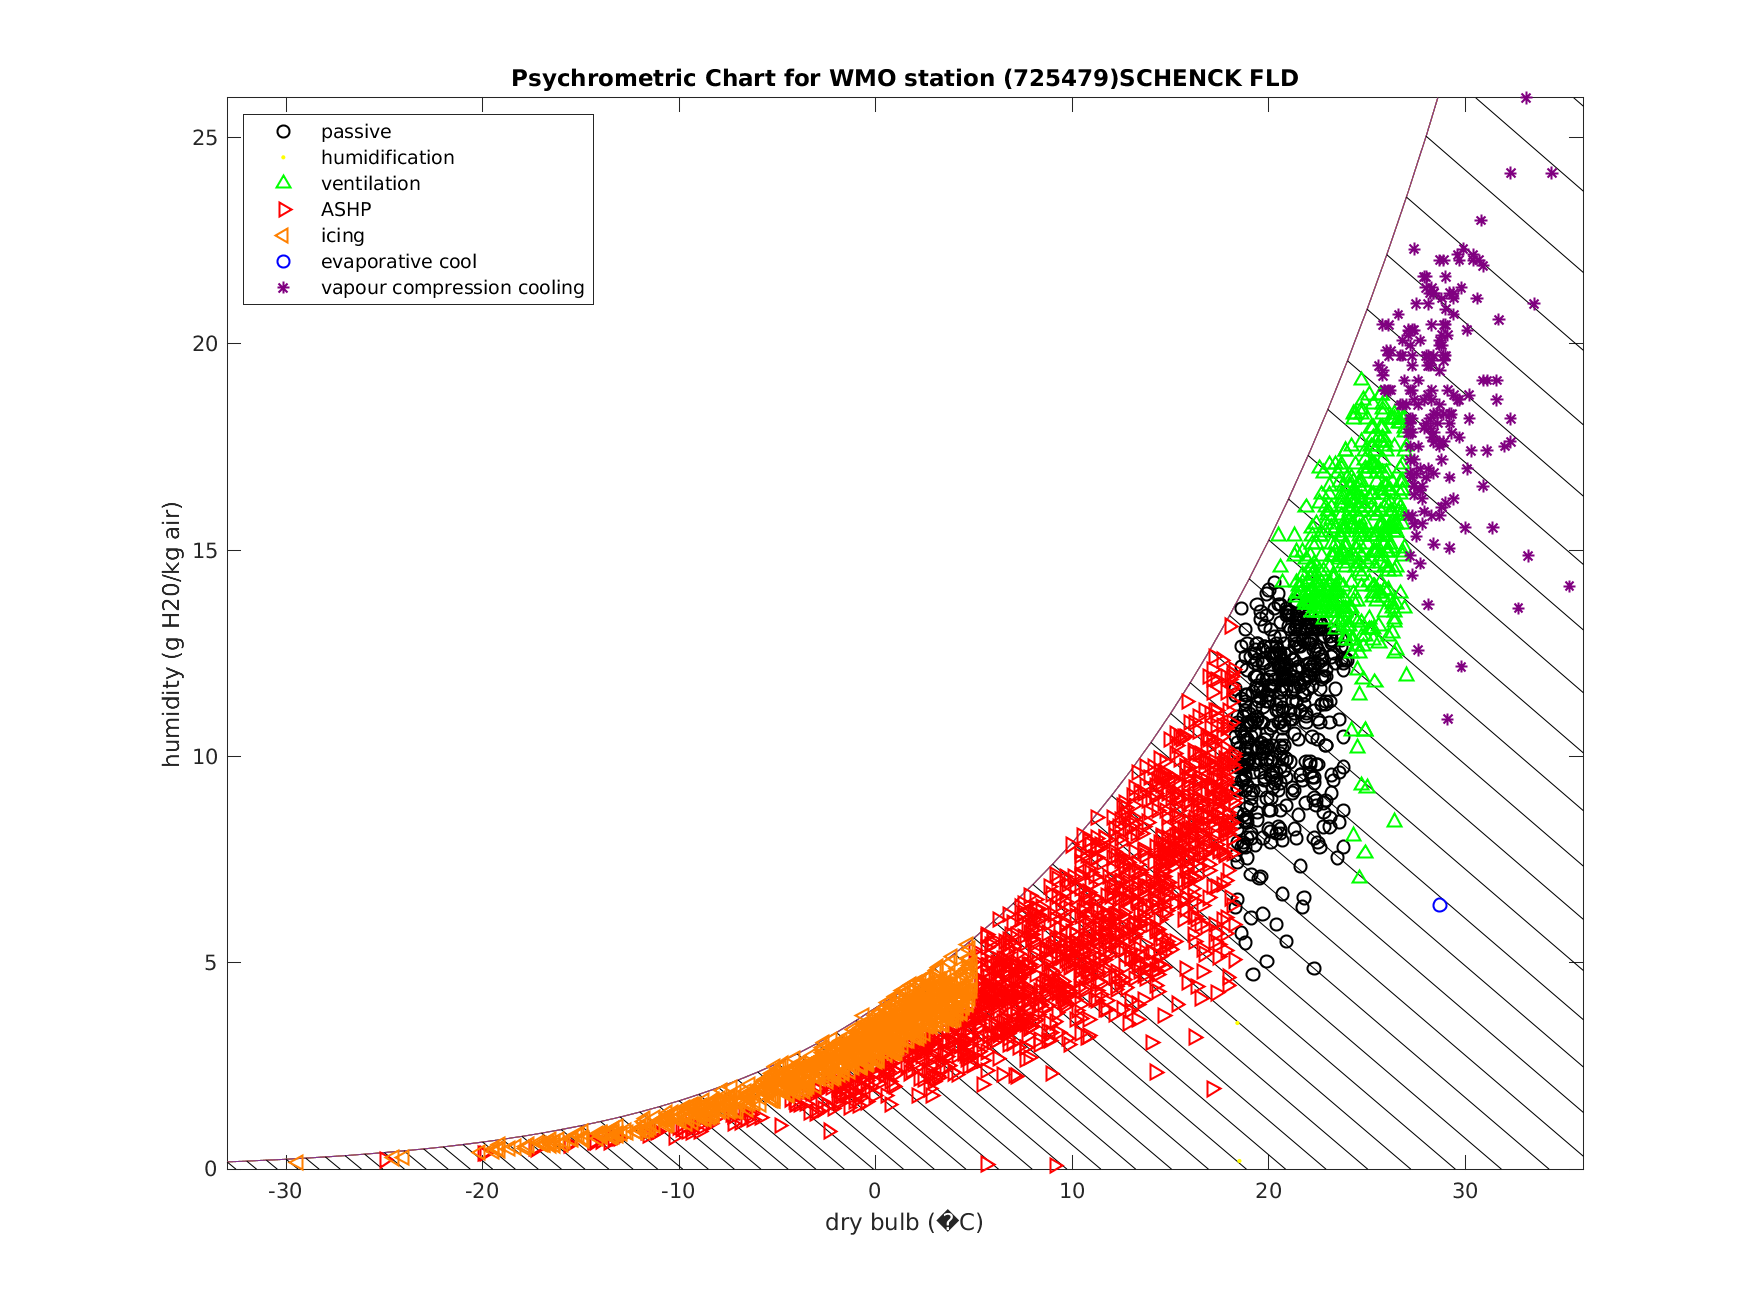 Psychrometric Chart for WMO station (725479)SCHENCK FLD
passive
humidification
ventilation
ASHP
icing
evaporative cool
vapour compression cooling
25
20
15
10
5
0
humidity (g H20/kg air)
-30 -20 -10 0 10 20 30
dry bulb (�C)